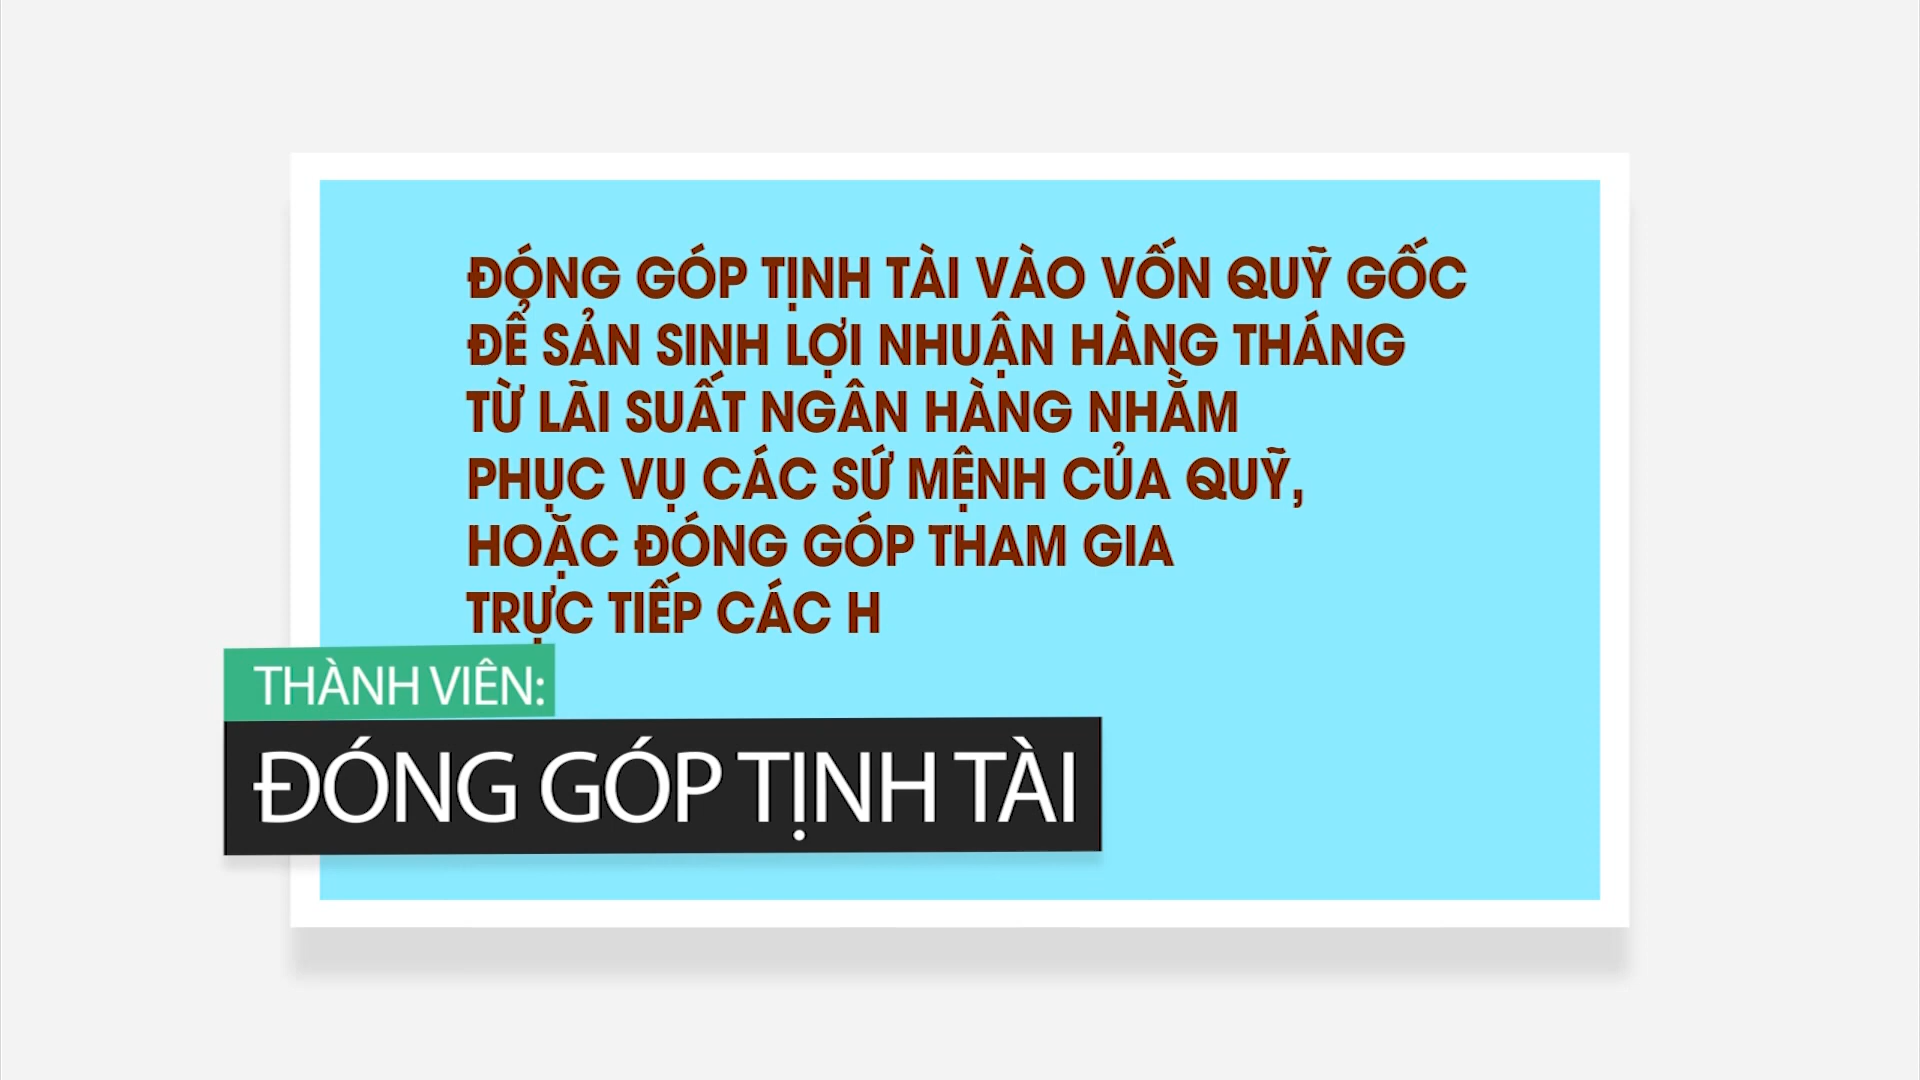 ĐÓNG GÓP TỊNH TÀI VÀO VỐN QUỸ GỐC
ĐỂ SẢN SINH LỢI NHUẬN HÀNG THÁNG
TỪ LÃI SUẤT NGÂN HÀNG NHẰM
PHỤC VỤ CÁC SỨ MỆNH CỦA QUỸ,
HOẶC ĐÓNG GÓP THAM GIA
TRỰC TIẾP CÁC H
THÀNH VIÊN:
ĐÓNG GÓP TỊNH TÀI